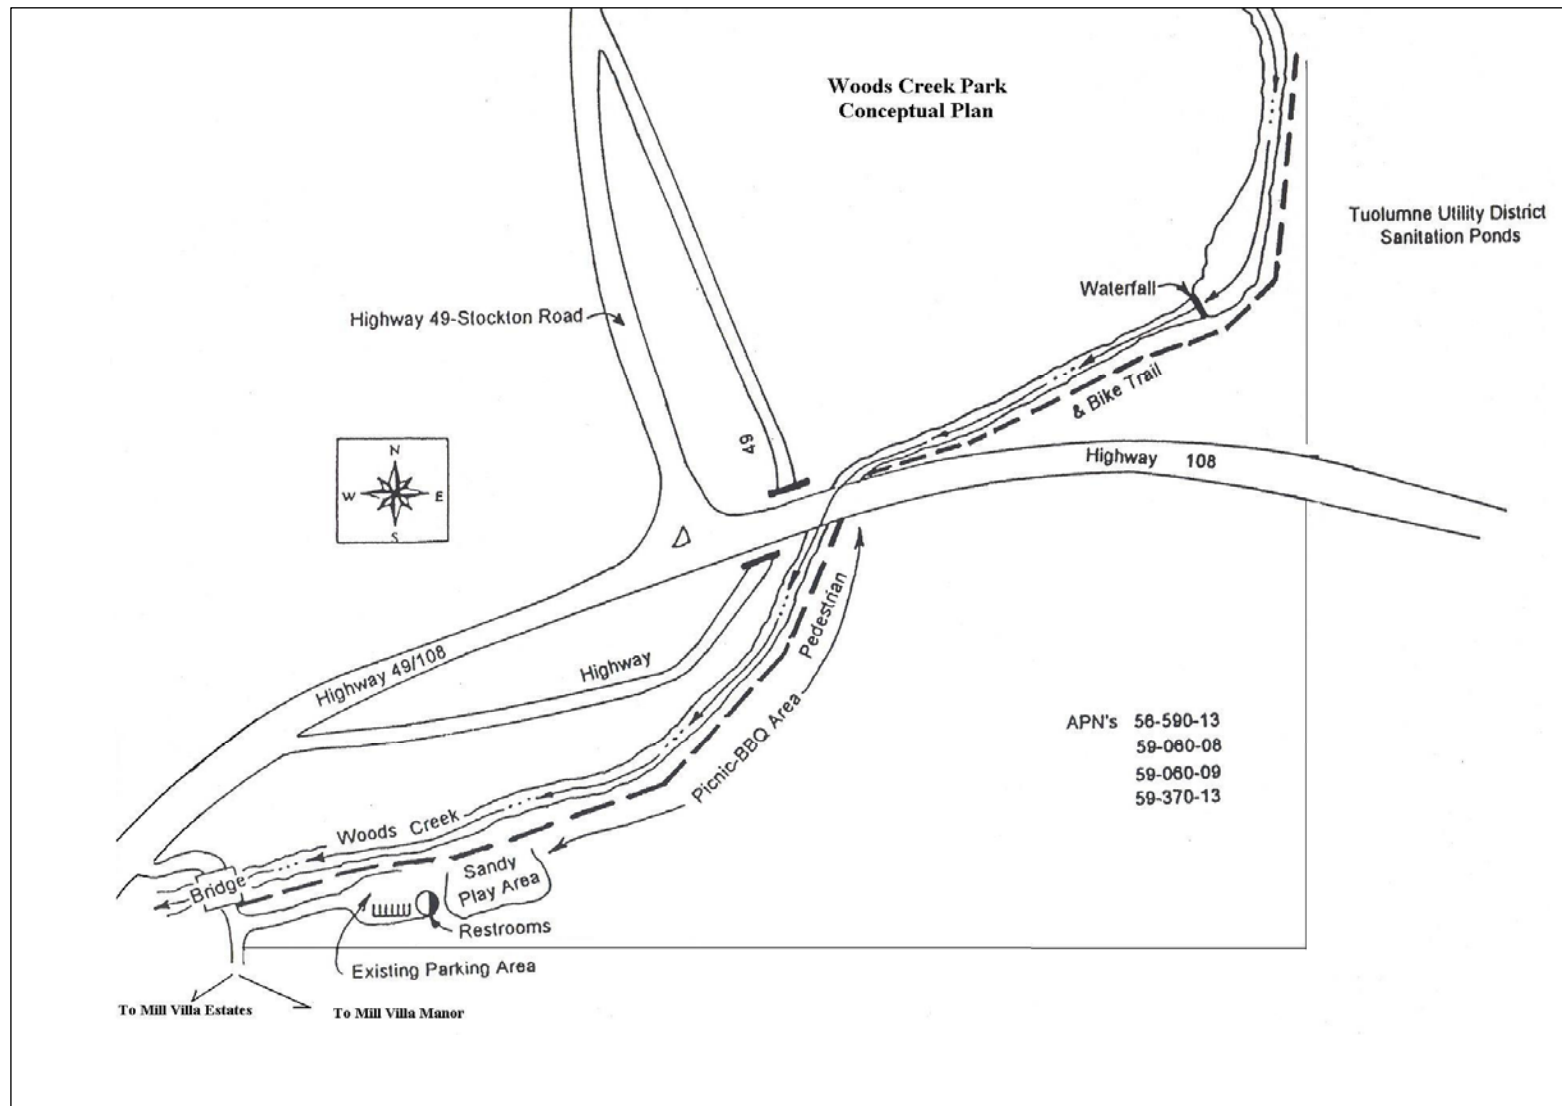 Woods Creek Park
Conceptual Plan
Tuolumne Utility District
Sanitation Ponds
Waterfall
Highway 49-Stockton Road
& Bike Trail
49
N
W E
S
Highway 108
Pedestrian
Highway 49/108
Highway
Picnic-BBQ Area
APN's 56-590-13
59-060-08
59-060-09
59-370-13
Woods Creek
Bridge
Sandy
Play Area
Restrooms
Existing Parking Area
To Mill Villa Estates
To Mill Villa Manor